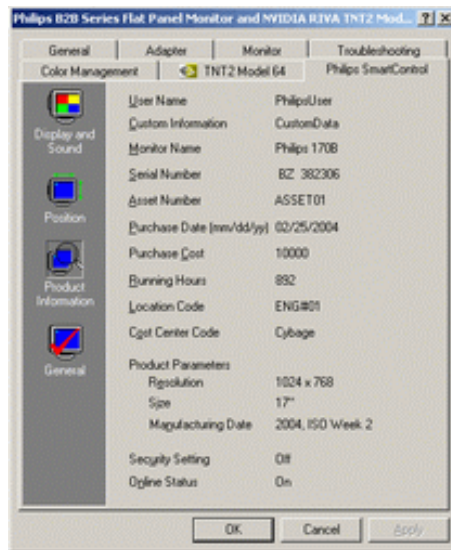 Philips B2B Series Flat Panel Monitor and NVIDIA RIVA TNT2 Mod...
General Adapter Monitor Troubleshooting
Color Management TNT2 Model 64 Philips SmartControl
Display and
Sound
Position
Product
Information
General
User Name PhilipsUser
Custom Information CustomData
Monitor Name Philips 170B
Serial Number BZ 382306
Asset Number ASSET01
Purchase Date (mm/dd/yy) 02/25/2004
Purchase Cost 10000
Running Hours 892
Location Code ENG#01
Cost Center Code Cybage
Product Parameters
Resolution 1024 x 768
Size 17"
Manufacturing Date 2004, ISO Week 2
Security Setting Off
Online Status On
OK Cancel Apply